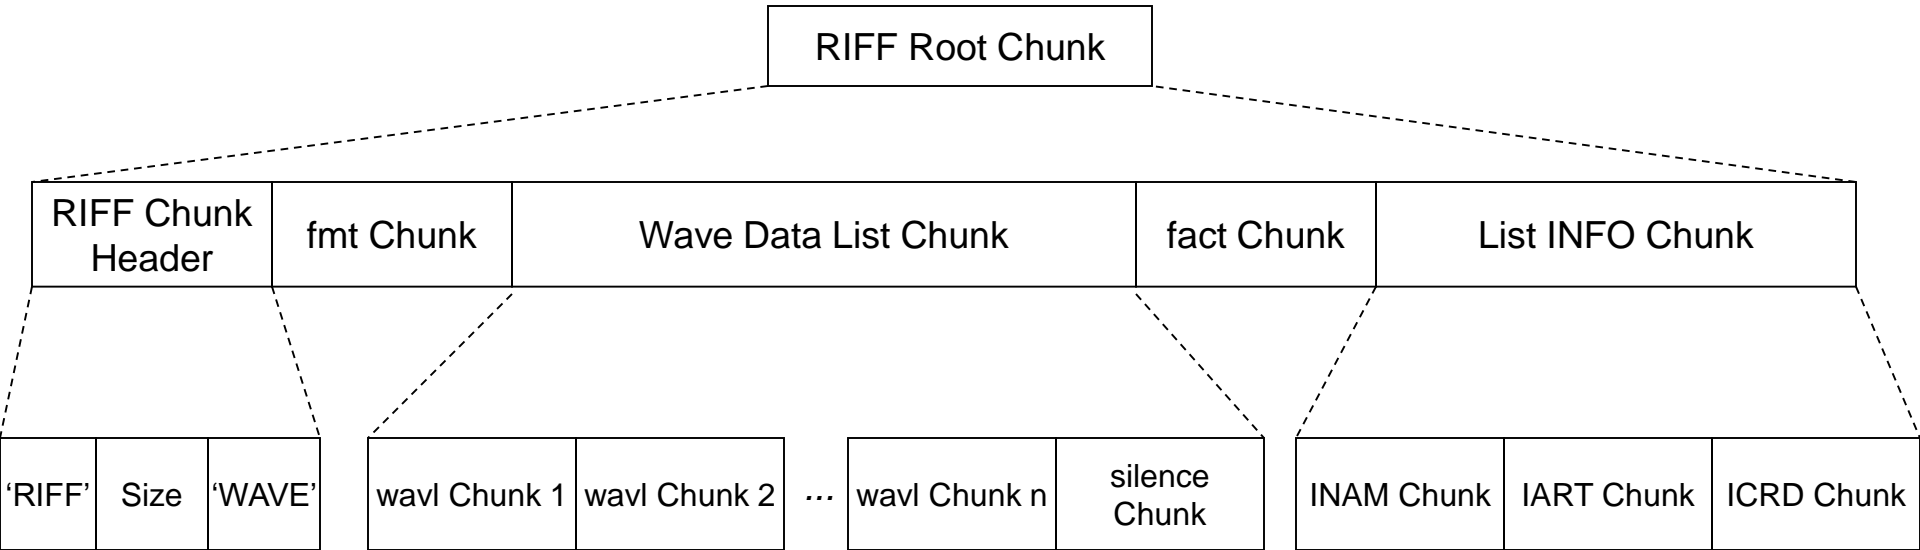 RIFF Root Chunk
RIFF Chunk
Header
fmt Chunk
Wave Data List Chunk
fact Chunk
List INFO Chunk
‘RIFF’
Size
‘WAVE’
wavl Chunk 1
wavl Chunk 2
...
wavl Chunk n
silence
Chunk
INAM Chunk
IART Chunk
ICRD Chunk